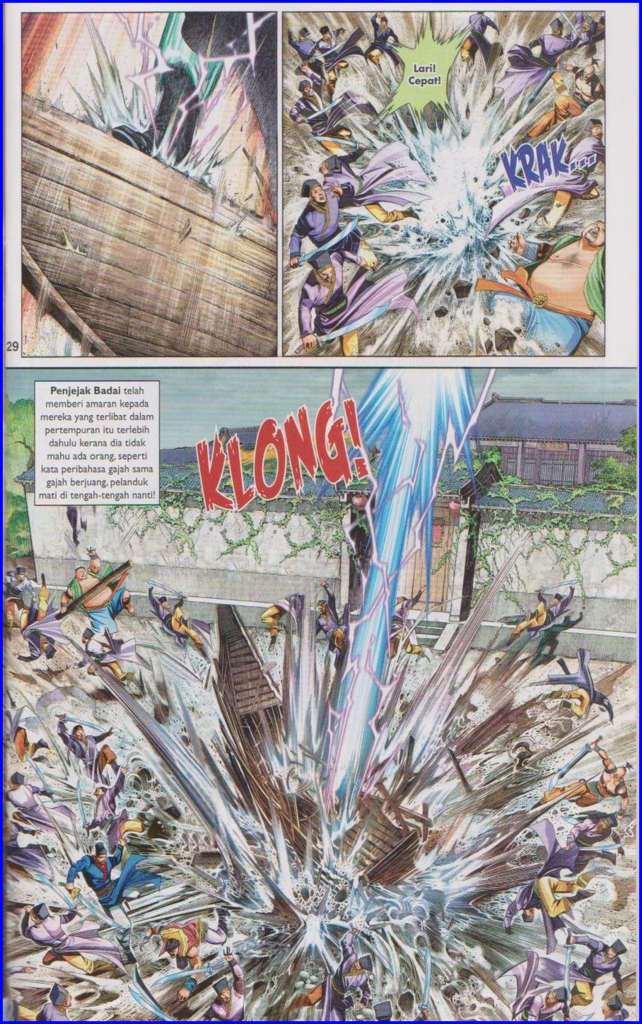 Lari!
Cepat!
KRAK...
29
Penjejak Badai telah
memberi amaran kepada
mereka yang terlibat dalam
pertempuran itu terlebih
dahulu kerana dia tidak
mahu ada orang, seperti
kata peribahasa gajah sama
gajah berjuang, pelanduk
mati di tengah-tengah nanti!
KLONG!